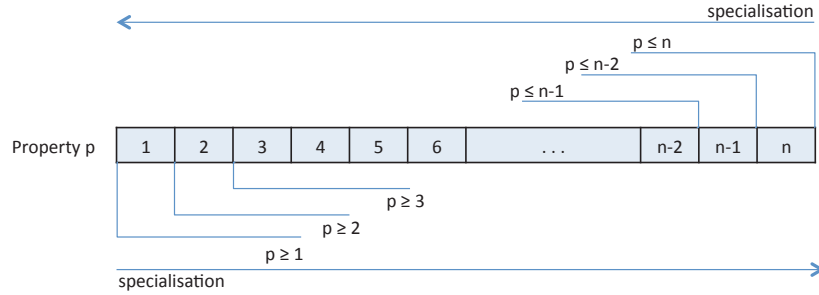 specialisation
p ≤ n
p ≤ n-2
p ≤ n-1
Property p 1 2 3 4 5 6 . . . n-2 n-1 n
p ≥ 3
p ≥ 2
p ≥ 1
specialisation